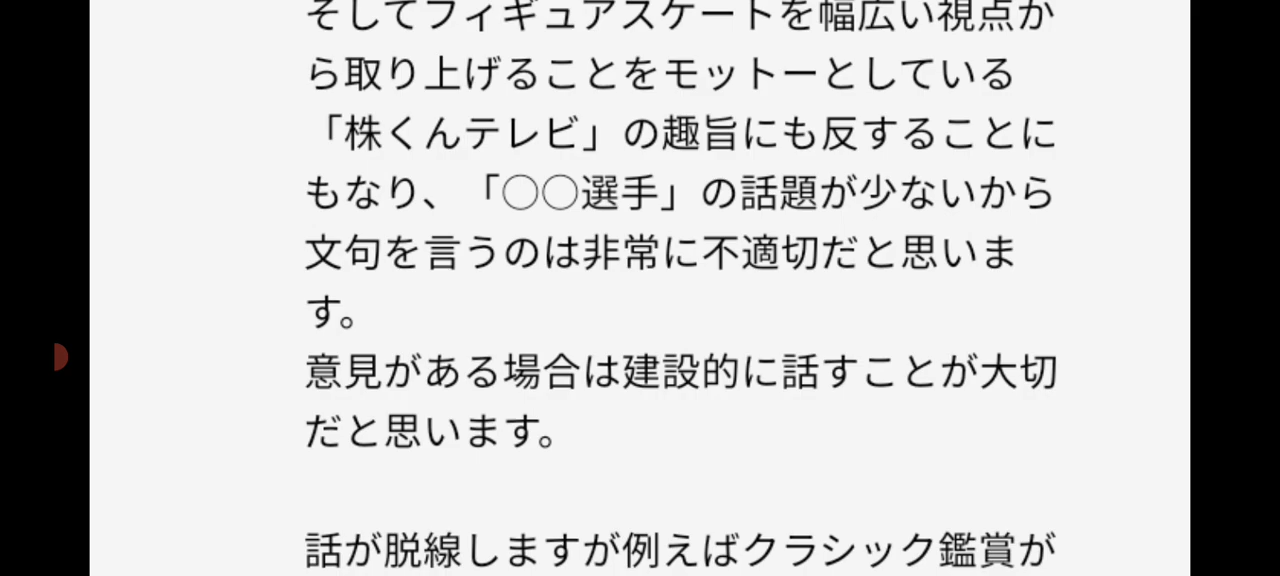 そしてフィギュアスケートを幅広い視点か
ら取り上げることをモットーとしている
「株くんテレビ」の趣旨にも反することに
もなり、「○○選手」の話題が少ないから
文句を言うのは非常に不適切だと思いま
す。
意見がある場合は建設的に話すことが大切
だと思います。
話が脱線しますが例えばクラシック鑑賞が